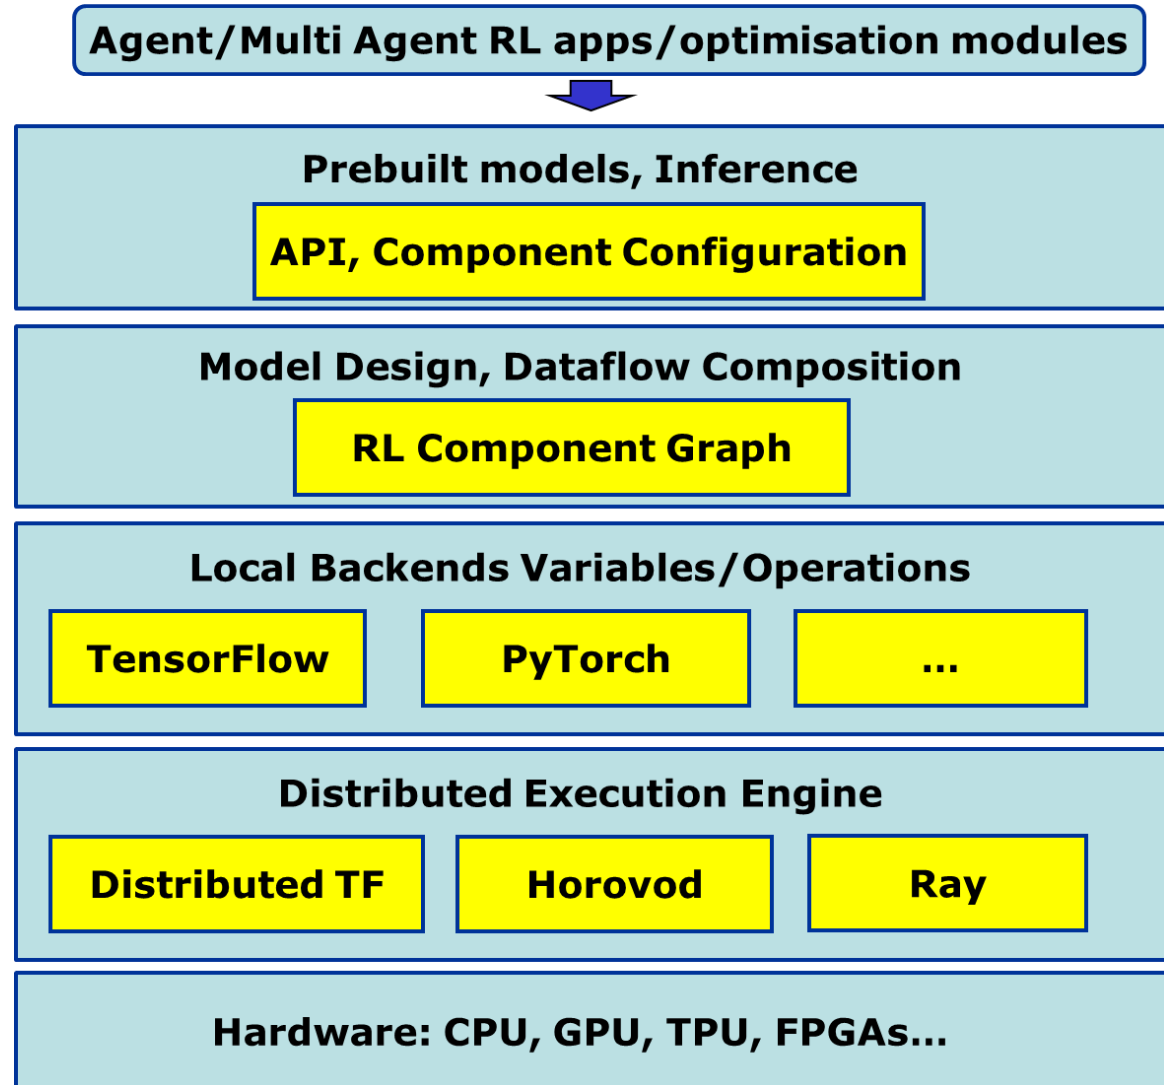 Agent/Multi Agent RL apps/optimisation modules
Prebuilt models, Inference
API, Component Configuration
Model Design, Dataflow Composition
RL Component Graph
Local Backends Variables/Operations
TensorFlow
PyTorch
...
Distributed Execution Engine
Distributed TF
Horovod
Ray
Hardware: CPU, GPU, TPU, FPGAs...